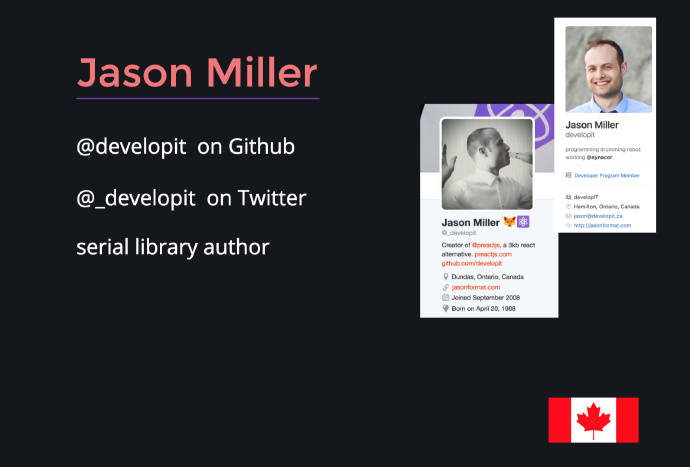 Jason Miller
@developit on Github
@_developit on Twitter
serial library author
Jason Miller
@_developit
Creator of @preactjs, a 3kb react
alternative. preactjs.com
github.com/developit
Dundas, Ontario, Canada
jasonformat.com
Joined September 2008
Born on April 20, 1988
Jason Miller
developit
programming drumming robot.
working @synacor
Developer Program Member
developIT
Hamilton, Ontario, Canada
jason@developit.ca
http://jasonformat.com